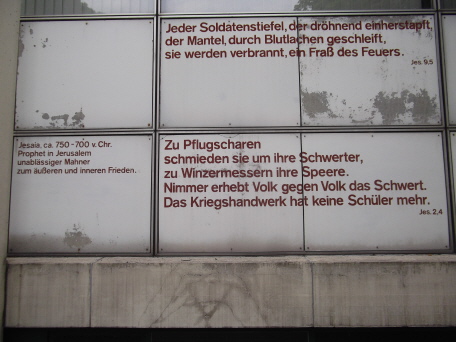 Jeder Soldatenstiefel, der dröhnend einherstapft,
der Mantel, durch Blutlachen geschleift,
sie werden verbrannt, ein Fraß des Feuers.
Jes. 9,5
Jesaia, ca. 750-700 v. Chr.
Prophet in Jerusalem
unablässiger Mahner
zum äußeren und inneren Frieden.
Zu Pflugscharen
schmieden sie um ihre Schwerter,
zu Winzermessern ihre Speere.
Nimmer erhebt Volk gegen Volk das Schwert.
Das Kriegshandwerk hat keine Schüler mehr.
Jes. 2,4